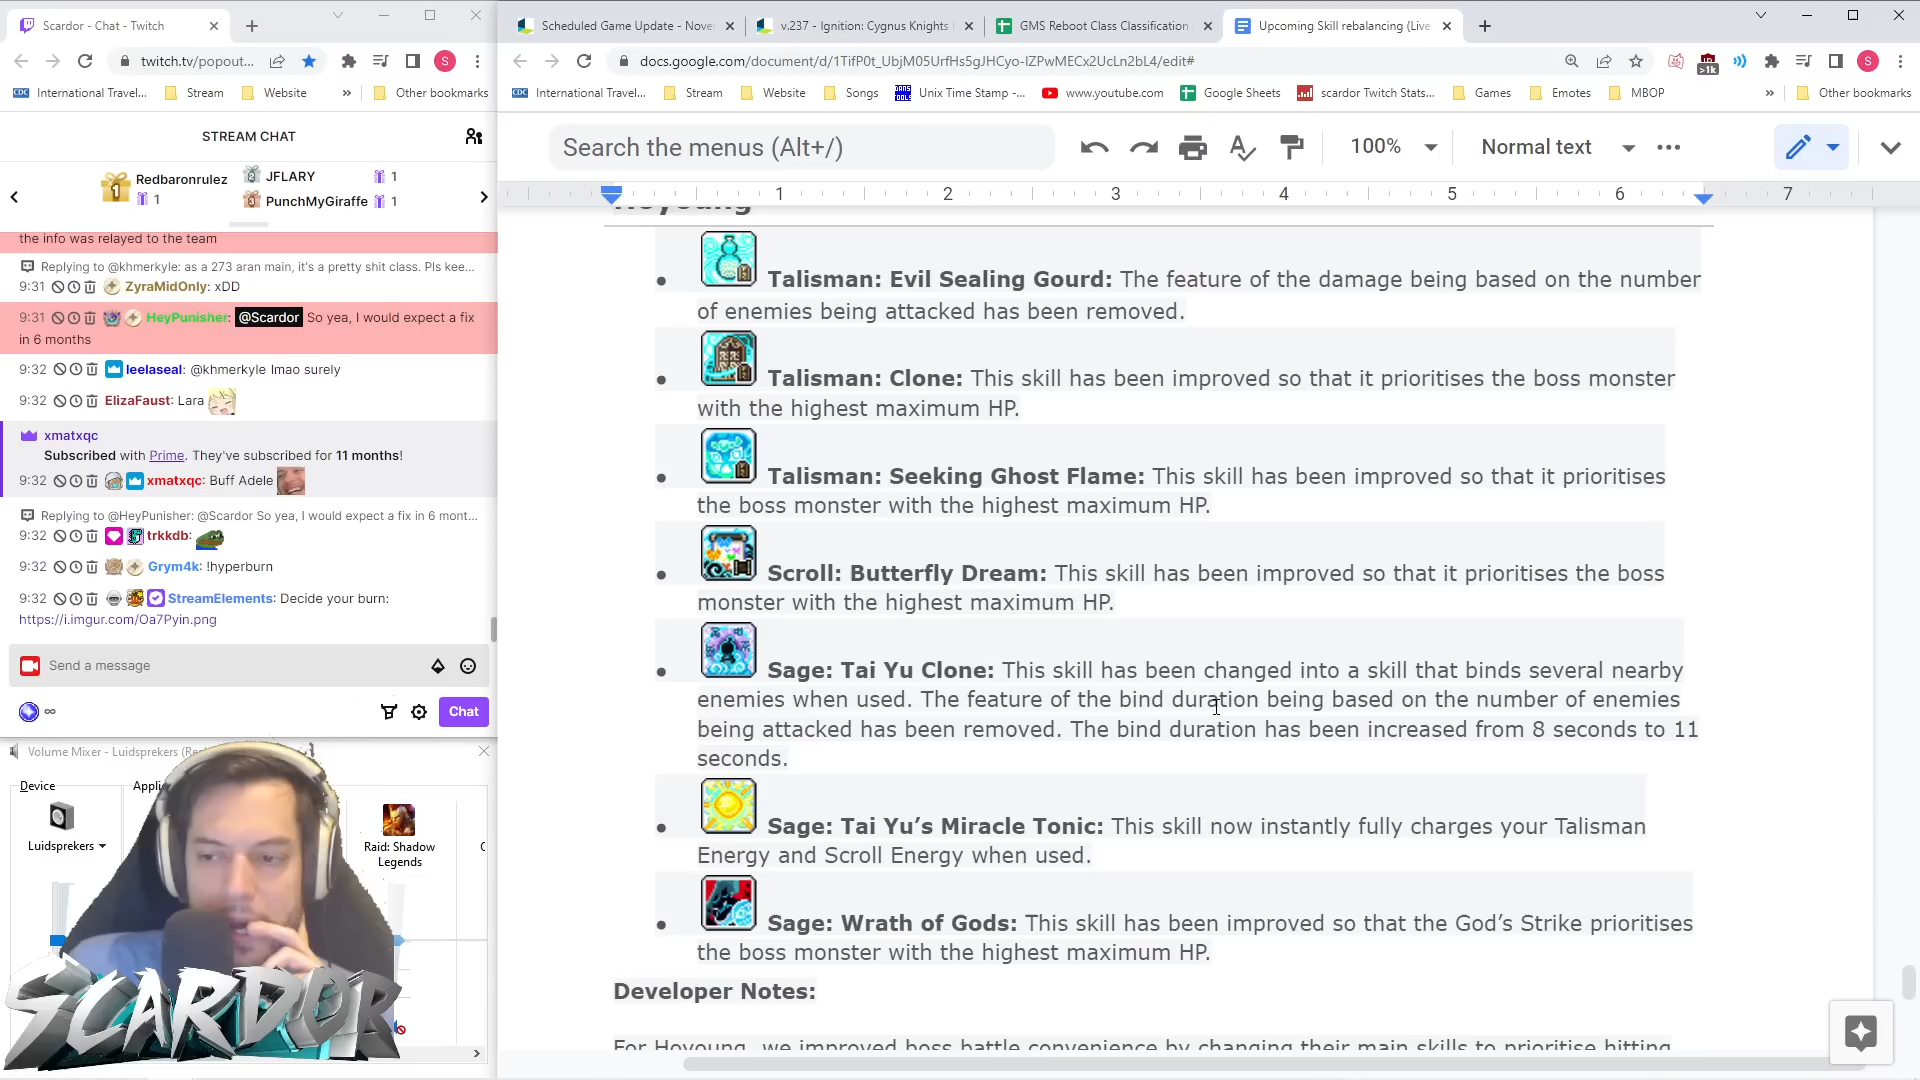 Scardor - Chat - Twitch
twitch.tv/popout...
International Travel...
Stream
Website
Other bookmarks
STREAM CHAT
Redbaronrulez
1
JFLARY
1
PunchMyGiraffe
1
the info was relayed to the team
Replying to @khmerkyle: as a 273 aran main, it's a pretty shit class. Pls kee...
9:31 ZyraMidOnly: xDD
9:31 HeyPunisher: @Scardor So yea, I would expect a fix
in 6 months
9:32 leelaseal: @khmerkyle lmao surely
9:32 ElizaFaust: Lara
xmatxqc
Subscribed with Prime. They've subscribed for 11 months!
9:32 xmatxqc: Buff Adele
Replying to @HeyPunisher: @Scardor So yea, I would expect a fix in 6 mont...
9:32 trkkdb:
9:32 Grym4k: !hyperburn
9:32 StreamElements: Decide your burn:
https://i.imgur.com/Oa7Pyin.png
Send a message
Chat
Volume Mixer - Luidsprekers (Re
Device
Appli
Luidsprekers
Raid: Shadow
Legends
SCARDOR
Scheduled Game Update - Nove
v.237 - Ignition: Cygnus Knights
GMS Reboot Class Classification
Upcoming Skill rebalancing (Live
docs.google.com/document/d/1TifP0t_UbjM05UrfHs5gJHCyo-IZPwMECx2UcLn2bL4/edit#
International Travel...
Stream
Website
Songs
Unix Time Stamp -...
www.youtube.com
Google Sheets
scardor Twitch Stats...
Games
Emotes
MBOP
Other bookmarks
Search the menus (Alt+/)
100%
Normal text
1 2 3 4 5 6 7
Hoyoung
Talisman: Evil Sealing Gourd: The feature of the damage being based on the number
of enemies being attacked has been removed.
Talisman: Clone: This skill has been improved so that it prioritises the boss monster
with the highest maximum HP.
Talisman: Seeking Ghost Flame: This skill has been improved so that it prioritises
the boss monster with the highest maximum HP.
Scroll: Butterfly Dream: This skill has been improved so that it prioritises the boss
monster with the highest maximum HP.
Sage: Tai Yu Clone: This skill has been changed into a skill that binds several nearby
enemies when used. The feature of the bind duration being based on the number of enemies
being attacked has been removed. The bind duration has been increased from 8 seconds to 11
seconds.
Sage: Tai Yu’s Miracle Tonic: This skill now instantly fully charges your Talisman
Energy and Scroll Energy when used.
Sage: Wrath of Gods: This skill has been improved so that the God’s Strike prioritises
the boss monster with the highest maximum HP.
Developer Notes:
For Hoyoung, we improved boss battle convenience by changing their main skills to prioritise hitting